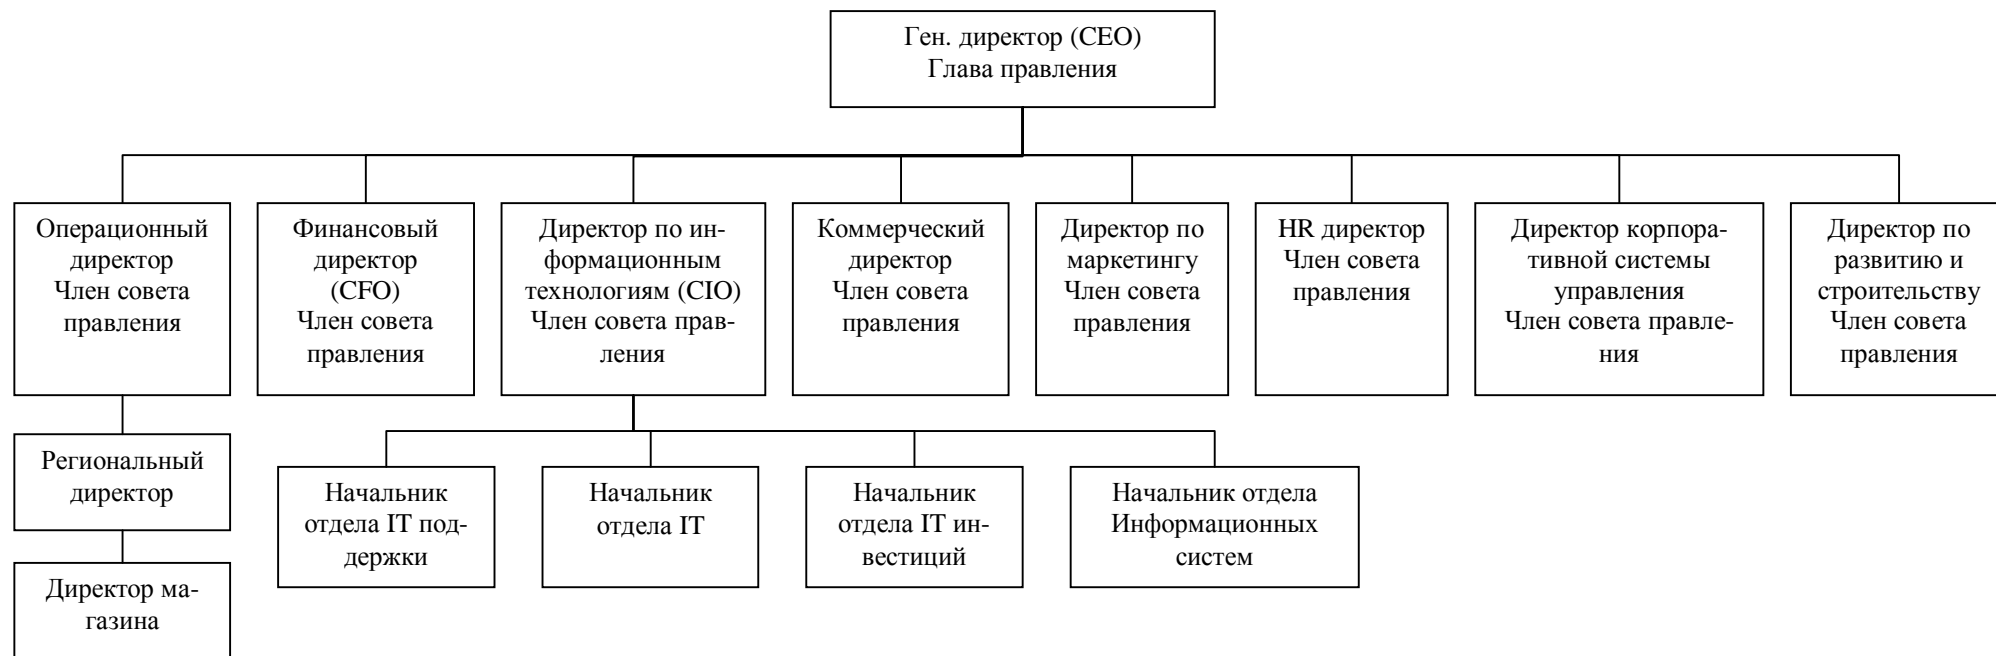 Ген. директор (CEO)
Глава правления
Операционный
директор
Член совета
правления
Финансовый
директор
(CFO)
Член совета
правления
Директор по ин-
формационным
технологиям (CIO)
Член совета прав-
ления
Коммерческий
директор
Член совета
правления
Директор по
маркетингу
Член совета
правления
HR директор
Член совета
правления
Директор корпора-
тивной системы
управления
Член совета правле-
ния
Директор по
развитию и
строительству
Член совета
правления
Региональный
директор
Начальник
отдела IT под-
держки
Начальник
отдела IT
Начальник
отдела IT ин-
вестиций
Начальник отдела
Информационных
систем
Директор ма-
газина